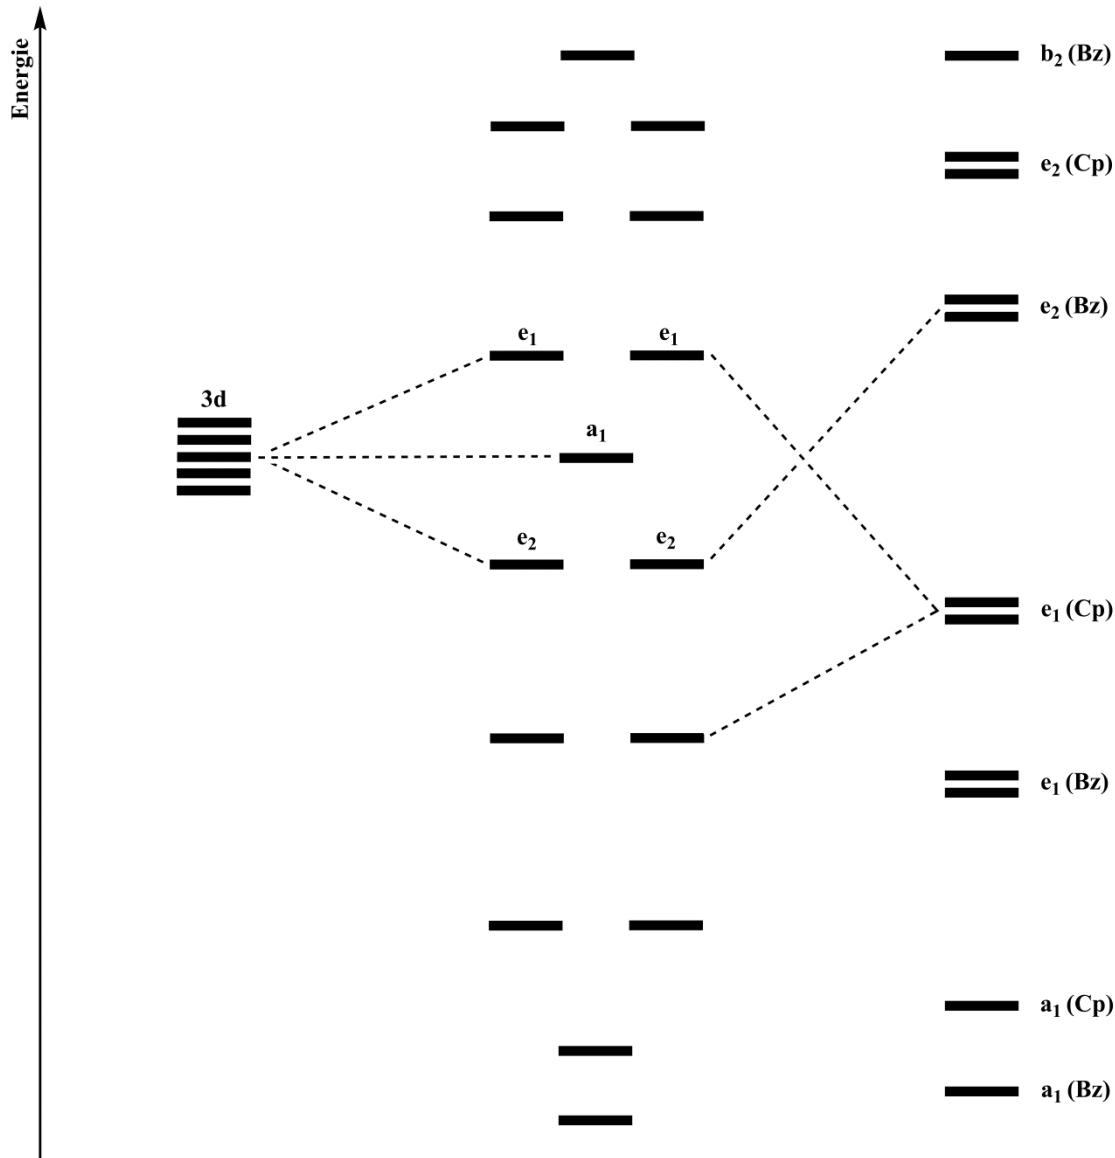 Energie
b₂ (Bz)
e₂ (Cp)
e₂ (Bz)
e₁ e₁
3d
a₁
e₂ e₂
e₁ (Cp)
e₁ (Bz)
a₁ (Cp)
a₁ (Bz)